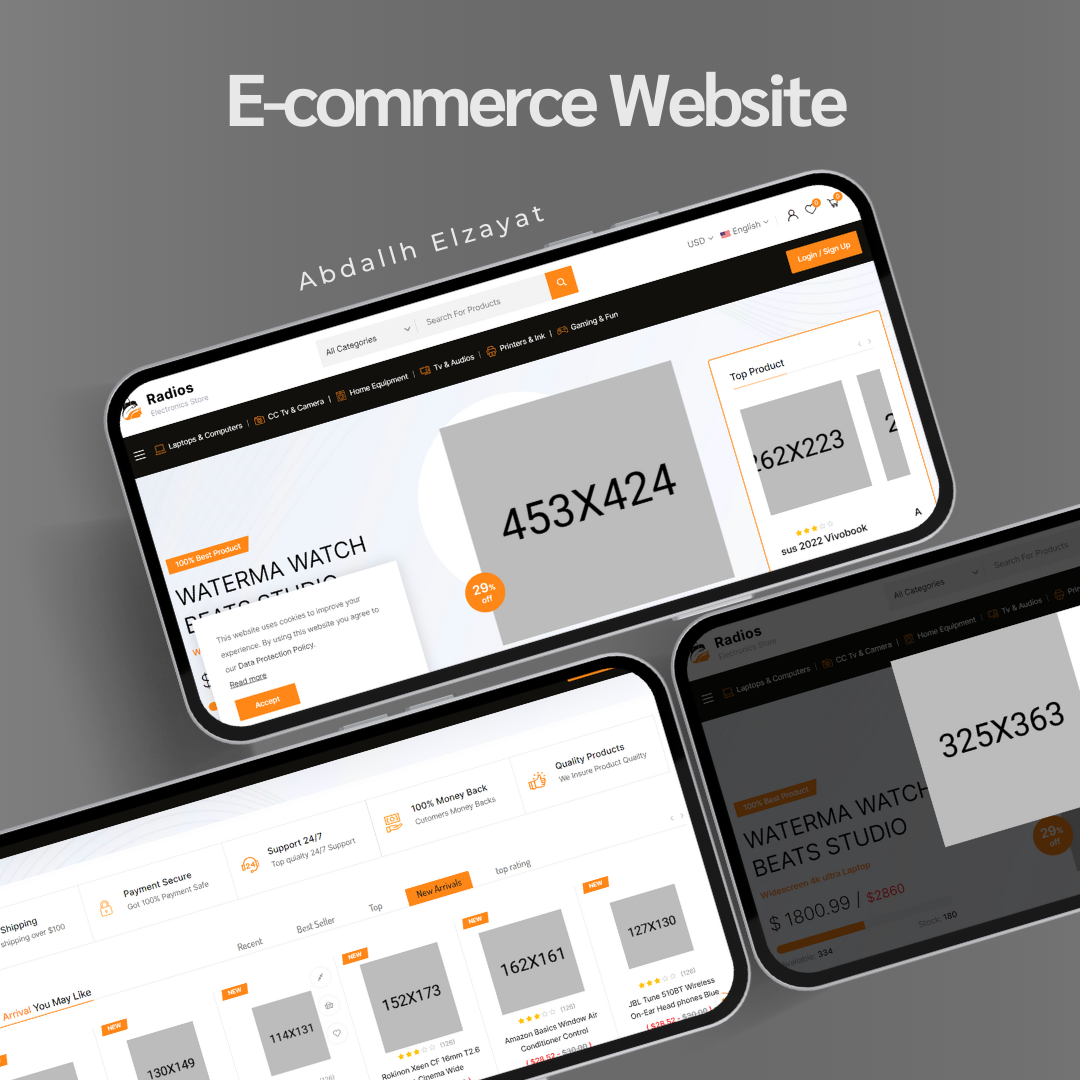 E-commerce Website
Abdallh Elzayat
USD
English
0
0
All Categories
Search For Products
Login / Sign Up
Radios
Electronics Store
Laptops & Computers
CC Tv & Camera
Home Equipment
Tv & Audios
Printers & Ink
Gaming & Fun
100% Best Product
WATERMA WATCH
BEATS STUDIO
453X424
29%
off
$
Top Product
262X223
2
sus 2022 Vivobook
A
This website uses cookies to improve your
experience. By using this website you agree to
our Data Protection Policy.
Read more
Accept
All Categories
Search For Products
Radios
Electronics Store
Laptops & Computers
CC Tv & Camera
Home Equipment
Tv & Audios
325X363
100% Best Product
WATERMA WATCH
BEATS STUDIO
Widescreen 4k ultra Laptop
$ 1800.99 / $2860
334
Stock: 180
29%
off
Shipping
shipping over $100
Payment Secure
Got 100% Payment Safe
Support 24/7
Top quialty 24/7 Support
100% Money Back
Cutomers Money Backs
Quality Products
We Insure Product Quailty
Arrival You May Like
Recent
Best Seller
Top
New Arrivals
top rating
NEW
130X149
NEW
114X131
(126)
NEW
152X173
(126)
Rokinon Xeen CF 16mm T2.6
Cinema Wide
NEW
162X161
(126)
Amazon Basics Window Air
Conditioner Control
( $28.52 - $30.00 )
NEW
127X130
(126)
JBL Tune 510BT Wireless
On-Ear Head phones Blue
( $28.52 - $30.00 )